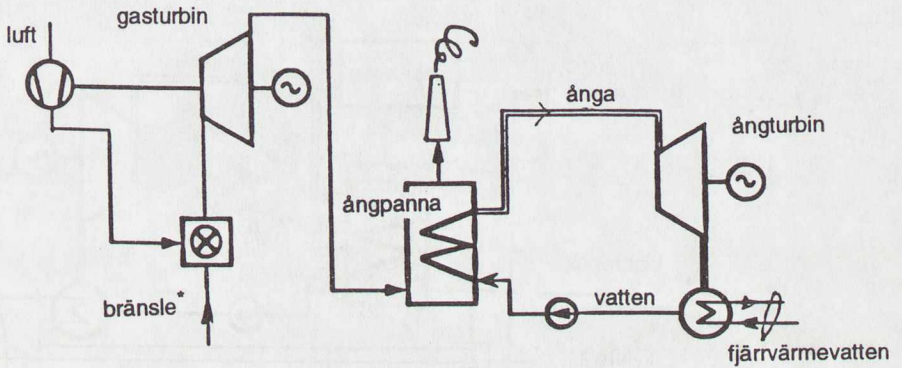 gasturbin
luft
ånga
ångturbin
ångpanna
bränsle*
vatten
fjärrvärmevatten